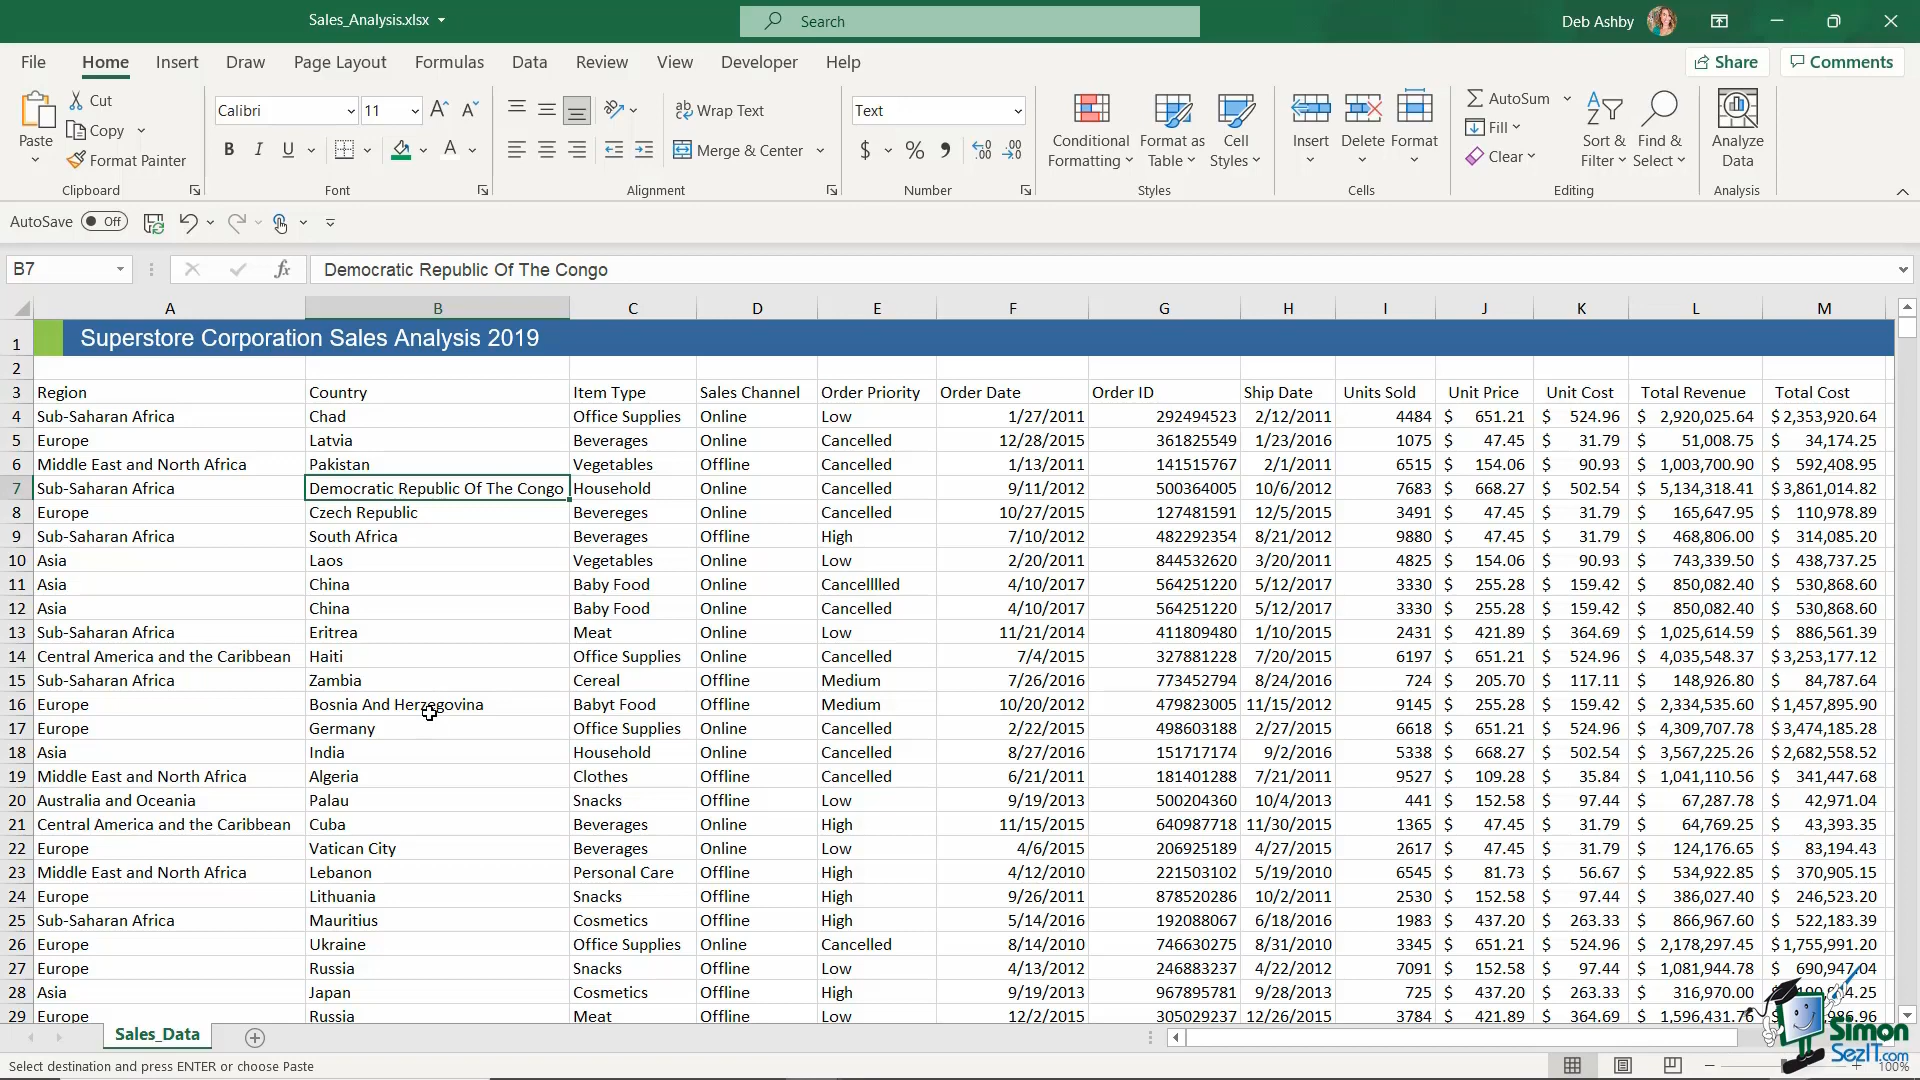 Sales_Analysis.xlsx
Search
Deb Ashby
File Home Insert Draw Page Layout Formulas Data Review View Developer Help Share Comments
Paste Cut Copy Format Painter Clipboard
Calibri 11 B I U A Font
Wrap Text Merge & Center Alignment
Text $ % Number
Conditional Formatting Format as Table Cell Styles Styles
Insert Delete Format Cells
AutoSum Fill Clear Sort & Filter Find & Select Editing
Analyze Data Analysis
AutoSave Off
B7 fx Democratic Republic Of The Congo
A B C D E F G H I J K L M
1 Superstore Corporation Sales Analysis 2019
2
3 Region Country Item Type Sales Channel Order Priority Order Date Order ID Ship Date Units Sold Unit Price Unit Cost Total Revenue Total Cost
4 Sub-Saharan Africa Chad Office Supplies Online Low 1/27/2011 292494523 2/12/2011 4484 $ 651.21 $ 524.96 $ 2,920,025.64 $ 2,353,920.64
5 Europe Latvia Beverages Online Cancelled 12/28/2015 361825549 1/23/2016 1075 $ 47.45 $ 31.79 $ 51,008.75 $ 34,174.25
6 Middle East and North Africa Pakistan Vegetables Offline Cancelled 1/13/2011 141515767 2/1/2011 6515 $ 154.06 $ 90.93 $ 1,003,700.90 $ 592,408.95
7 Sub-Saharan Africa Democratic Republic Of The Congo Household Online Cancelled 9/11/2012 500364005 10/6/2012 7683 $ 668.27 $ 502.54 $ 5,134,318.41 $ 3,861,014.82
8 Europe Czech Republic Bevereges Online Cancelled 10/27/2015 127481591 12/5/2015 3491 $ 47.45 $ 31.79 $ 165,647.95 $ 110,978.89
9 Sub-Saharan Africa South Africa Beverages Offline High 7/10/2012 482292354 8/21/2012 9880 $ 47.45 $ 31.79 $ 468,806.00 $ 314,085.20
10 Asia Laos Vegetables Online Low 2/20/2011 844532620 3/20/2011 4825 $ 154.06 $ 90.93 $ 743,339.50 $ 438,737.25
11 Asia China Baby Food Online Cancelllled 4/10/2017 564251220 5/12/2017 3330 $ 255.28 $ 159.42 $ 850,082.40 $ 530,868.60
12 Asia China Baby Food Online Cancelled 4/10/2017 564251220 5/12/2017 3330 $ 255.28 $ 159.42 $ 850,082.40 $ 530,868.60
13 Sub-Saharan Africa Eritrea Meat Online Low 11/21/2014 411809480 1/10/2015 2431 $ 421.89 $ 364.69 $ 1,025,614.59 $ 886,561.39
14 Central America and the Caribbean Haiti Office Supplies Online Cancelled 7/4/2015 327881228 7/20/2015 6197 $ 651.21 $ 524.96 $ 4,035,548.37 $ 3,253,177.12
15 Sub-Saharan Africa Zambia Cereal Offline Medium 7/26/2016 773452794 8/24/2016 724 $ 205.70 $ 117.11 $ 148,926.80 $ 84,787.64
16 Europe Bosnia And Herzegovina Babyt Food Offline Medium 10/20/2012 479823005 11/15/2012 9145 $ 255.28 $ 159.42 $ 2,334,535.60 $ 1,457,895.90
17 Europe Germany Office Supplies Online Cancelled 2/22/2015 498603188 2/27/2015 6618 $ 651.21 $ 524.96 $ 4,309,707.78 $ 3,474,185.28
18 Asia India Household Online Cancelled 8/27/2016 151717174 9/2/2016 5338 $ 668.27 $ 502.54 $ 3,567,225.26 $ 2,682,558.52
19 Middle East and North Africa Algeria Clothes Offline Cancelled 6/21/2011 181401288 7/21/2011 9527 $ 109.28 $ 35.84 $ 1,041,110.56 $ 341,447.68
20 Australia and Oceania Palau Snacks Offline Low 9/19/2013 500204360 10/4/2013 441 $ 152.58 $ 97.44 $ 67,287.78 $ 42,971.04
21 Central America and the Caribbean Cuba Beverages Online High 11/15/2015 640987718 11/30/2015 1365 $ 47.45 $ 31.79 $ 64,769.25 $ 43,393.35
22 Europe Vatican City Beverages Online Low 4/6/2015 206925189 4/27/2015 2617 $ 47.45 $ 31.79 $ 124,176.65 $ 83,194.43
23 Middle East and North Africa Lebanon Personal Care Offline High 4/12/2010 221503102 5/19/2010 6545 $ 81.73 $ 56.67 $ 534,922.85 $ 370,905.15
24 Europe Lithuania Snacks Offline High 9/26/2011 878520286 10/2/2011 2530 $ 152.58 $ 97.44 $ 386,027.40 $ 246,523.20
25 Sub-Saharan Africa Mauritius Cosmetics Offline High 5/14/2016 192088067 6/18/2016 1983 $ 437.20 $ 263.33 $ 866,967.60 $ 522,183.39
26 Europe Ukraine Office Supplies Online Cancelled 8/14/2010 746630275 8/31/2010 3345 $ 651.21 $ 524.96 $ 2,178,297.45 $ 1,755,991.20
27 Europe Russia Snacks Offline Low 4/13/2012 246883237 4/22/2012 7091 $ 152.58 $ 97.44 $ 1,081,944.78 $ 690,947.04
28 Asia Japan Cosmetics Offline High 9/19/2013 967895781 9/28/2013 725 $ 437.20 $ 263.33 $ 316,970.00
29 Europe Russia Meat Offline Low 12/2/2015 305029237 12/26/2015 3784 $ 421.89 $ 364.69 $ 1,596,431.76
Sales_Data
Simon
SezIT.com
Select destination and press ENTER or choose Paste 100%